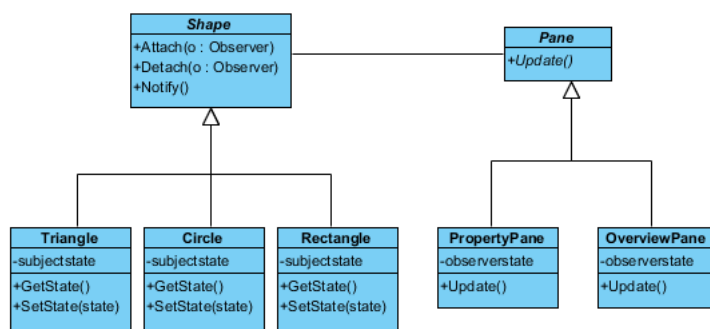 Shape
+Attach(o : Observer)
+Detach(o : Observer)
+Notify()
Pane
+Update()
Triangle
-subjectstate
+GetState()
+SetState(state)
Circle
-subjectstate
+GetState()
+SetState(state)
Rectangle
-subjectstate
+GetState()
+SetState(state)
PropertyPane
-observerstate
+Update()
OverviewPane
-observerstate
+Update()